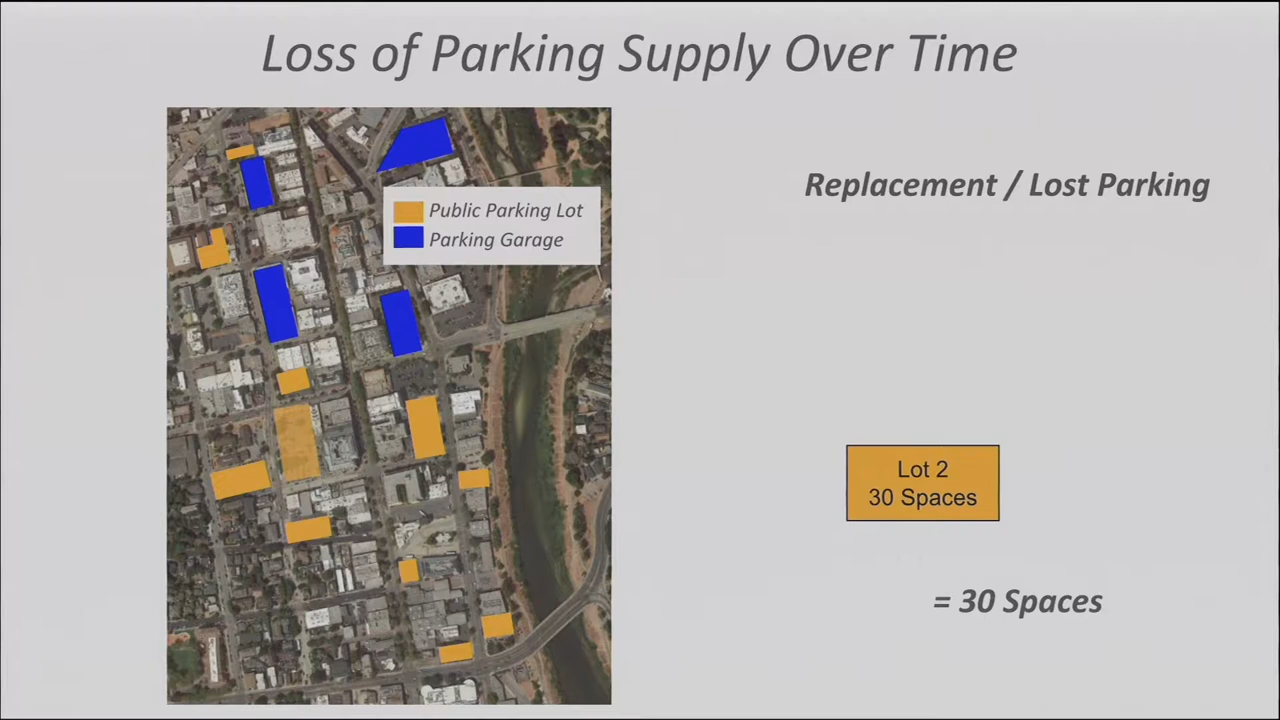 Loss of Parking Supply Over Time
Public Parking Lot
Parking Garage
Replacement / Lost Parking
Lot 2
30 Spaces
= 30 Spaces